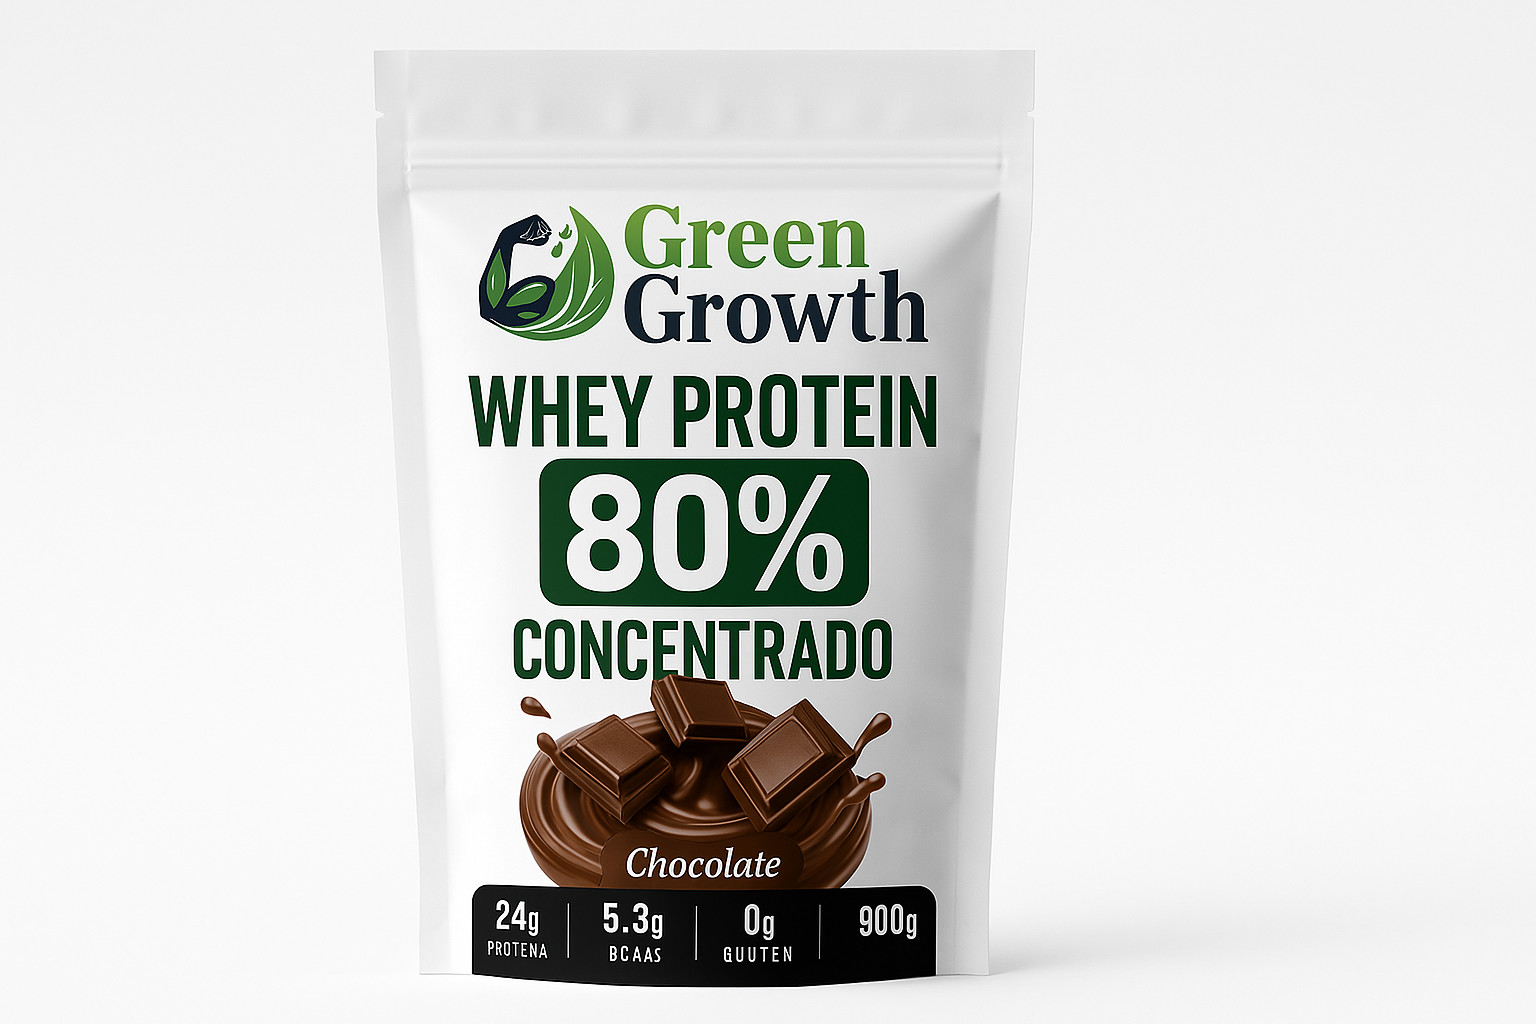 Green
Growth
WHEY PROTEIN
80%
CONCENTRADO
Chocolate
24g 5.3g 0g 900g
PROTENA BCAAS GUUTEN